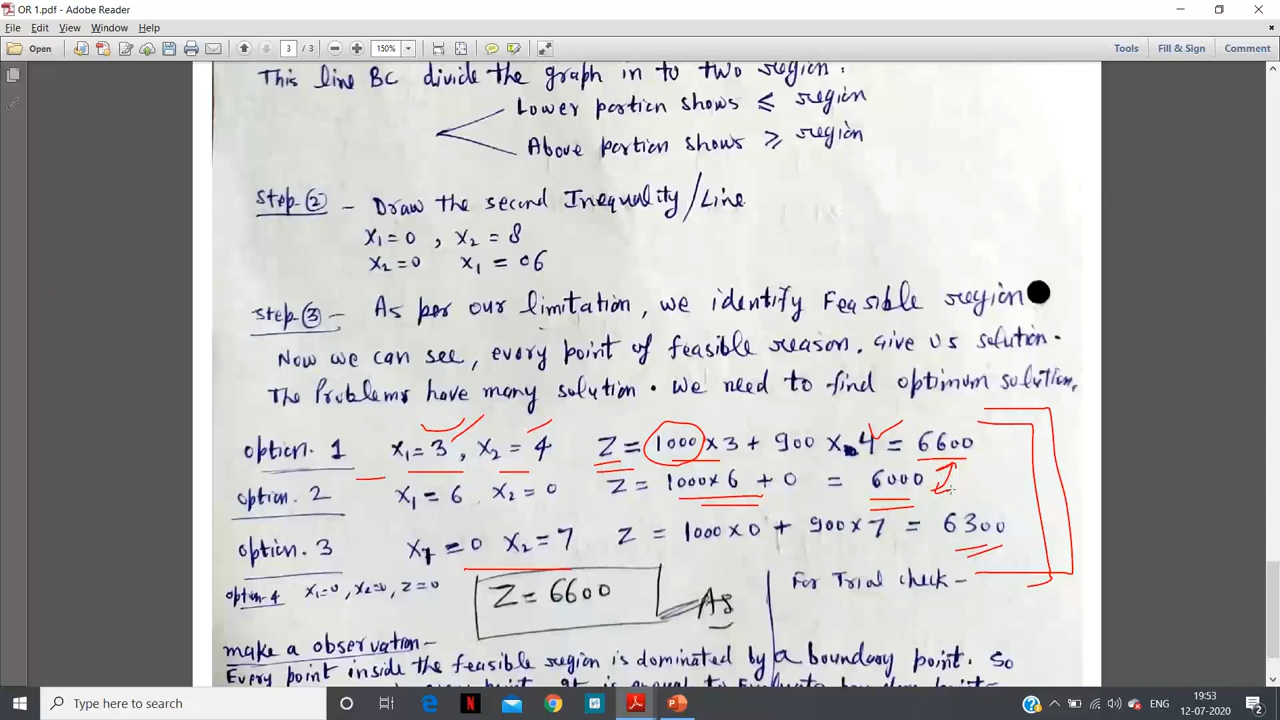 OR 1.pdf - Adobe Reader
File Edit View Window Help
Open 3 / 3 150% Tools Fill & Sign Comment
This line BC divide the graph in to two region.
Lower portion shows ⩽ region
Above portion shows ⩾ region
Step-② - Draw the second Inequality/Line
x₁=0 , x₂ = 8
x₂=0 x₁ = 06
Step-③ - As per our limitation, we identify Feasible region
Now we can see, every point of feasible reason. Give us solution.
The Problems have many solution. We need to find optimum solution.
option. 1 x₁=3 , x₂ = 4 Z = 1000 x 3 + 900 x 4 = 6600
option. 2 x₁ = 6 x₂ = 0 Z = 1000x 6 + 0 = 6000
option. 3 x₁ = 0 x₂ = 7 Z = 1000x0 + 900x7 = 6300
option-4 x₁=0, x₂=0, Z=0
Z = 6600 As
For Trial check -
make a observation -
Every point inside the feasible region is dominated by a boundary point. So
Type here to search
ENG
19:53
12-07-2020
2